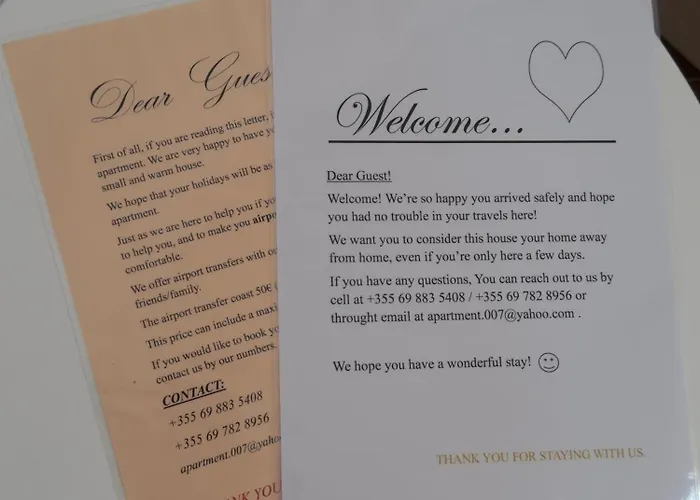 Dear Gues
First of all, if you are reading this letter,
apartment. We are very happy to have
small and warm house.
We hope that your holidays will be as
apartment.
Just as we are here to help you if
to help you, and to make you airpo
comfortable.
We offer airport transfers with
friends/family.
The airport transfer coast 50€
This price can include a maxi
If you would like to book
contact us by our numbers.
CONTACT:
+355 69 883 5408
+355 69 782 8956
apartment.007@yaho
NK YOU
Welcome...
Dear Guest!
Welcome! We're so happy you arrived safely and hope
you had no trouble in your travels here!
We want you to consider this house your home away
from home, even if you're only here a few days.
If you have any questions, You can reach out to us by
cell at +355 69 883 5408 / +355 69 782 8956 or
throught email at apartment.007@yahoo.com .
We hope you have a wonderful stay!
THANK YOU FOR STAYING WITH US.